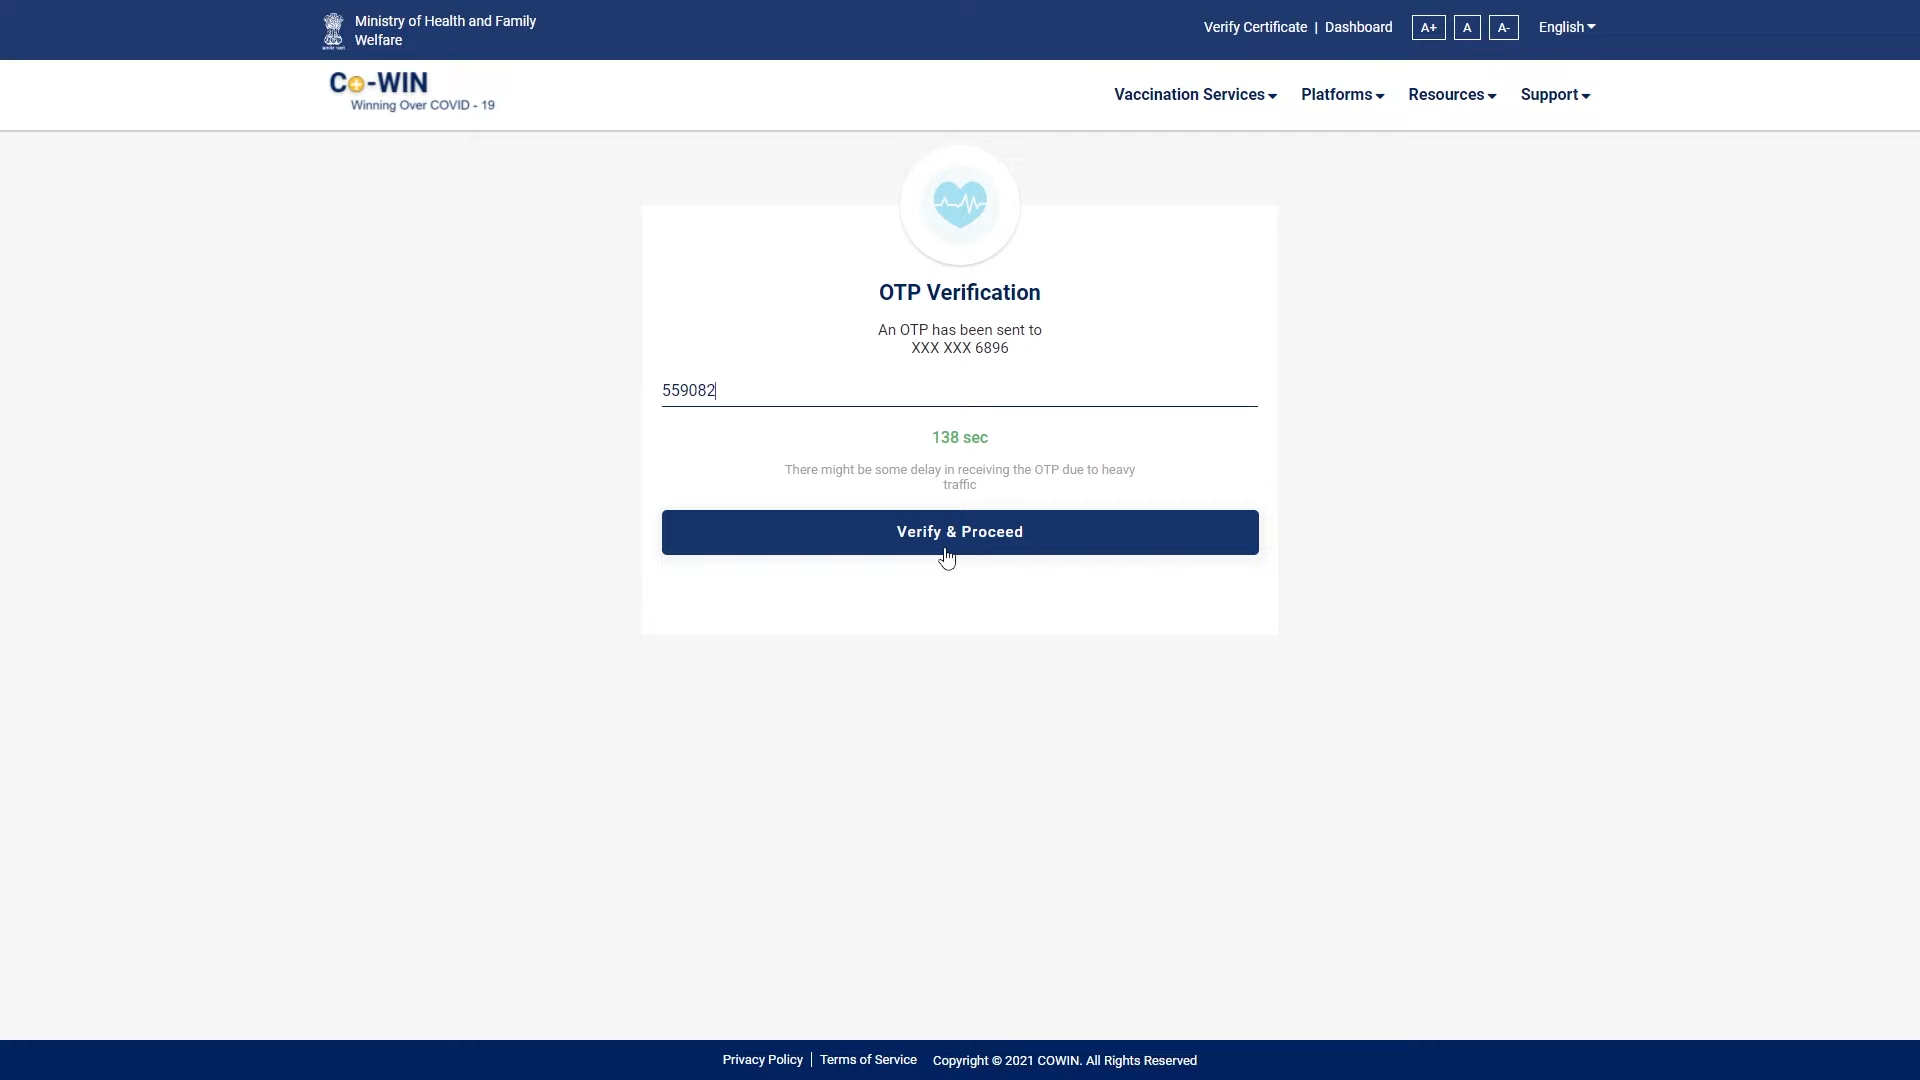 Ministry of Health and Family
Welfare
Verify Certificate | Dashboard A+ A A- English
Co-WIN
Winning Over COVID - 19
Vaccination Services Platforms Resources Support
OTP Verification
An OTP has been sent to
XXX XXX 6896
559082
138 sec
There might be some delay in receiving the OTP due to heavy
traffic
Verify & Proceed
Privacy Policy | Terms of Service Copyright © 2021 COWIN. All Rights Reserved